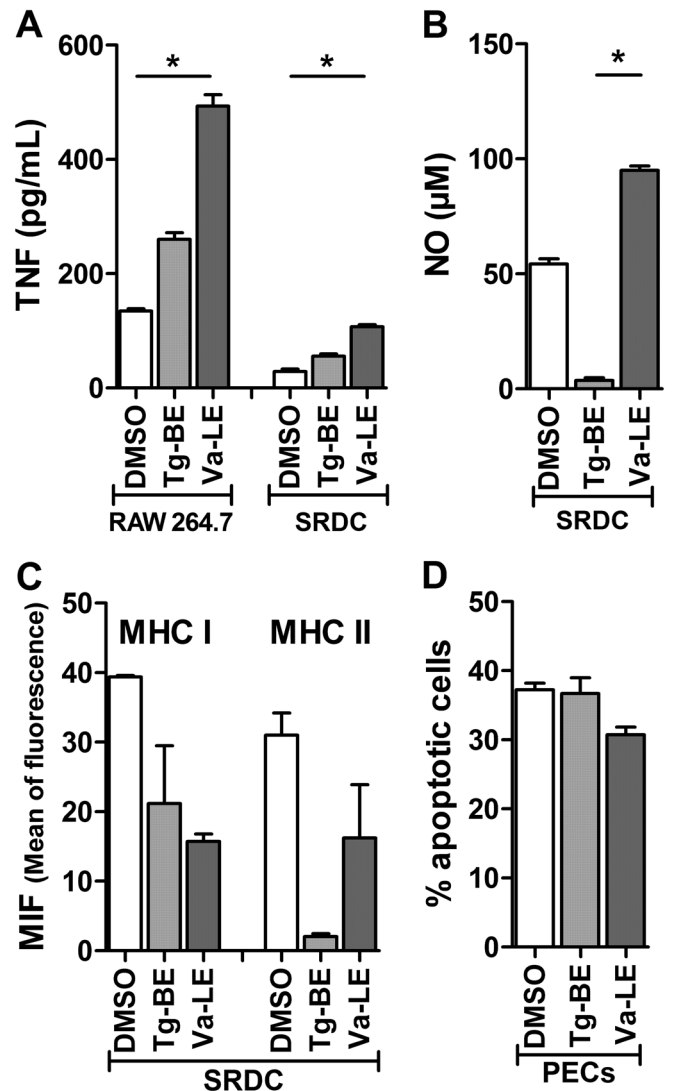 A
TNF (pg/mL)
600
400
200
0
*
*
DMSO
Tg-BE
Va-LE
DMSO
Tg-BE
Va-LE
RAW 264.7
SRDC
B
NO (µM)
150
100
50
0
*
DMSO
Tg-BE
Va-LE
SRDC
C
MIF (Mean of fluorescence)
50
40
30
20
10
0
MHC I
MHC II
DMSO
Tg-BE
Va-LE
DMSO
Tg-BE
Va-LE
SRDC
D
% apoptotic cells
50
40
30
20
10
0
DMSO
Tg-BE
Va-LE
PECs